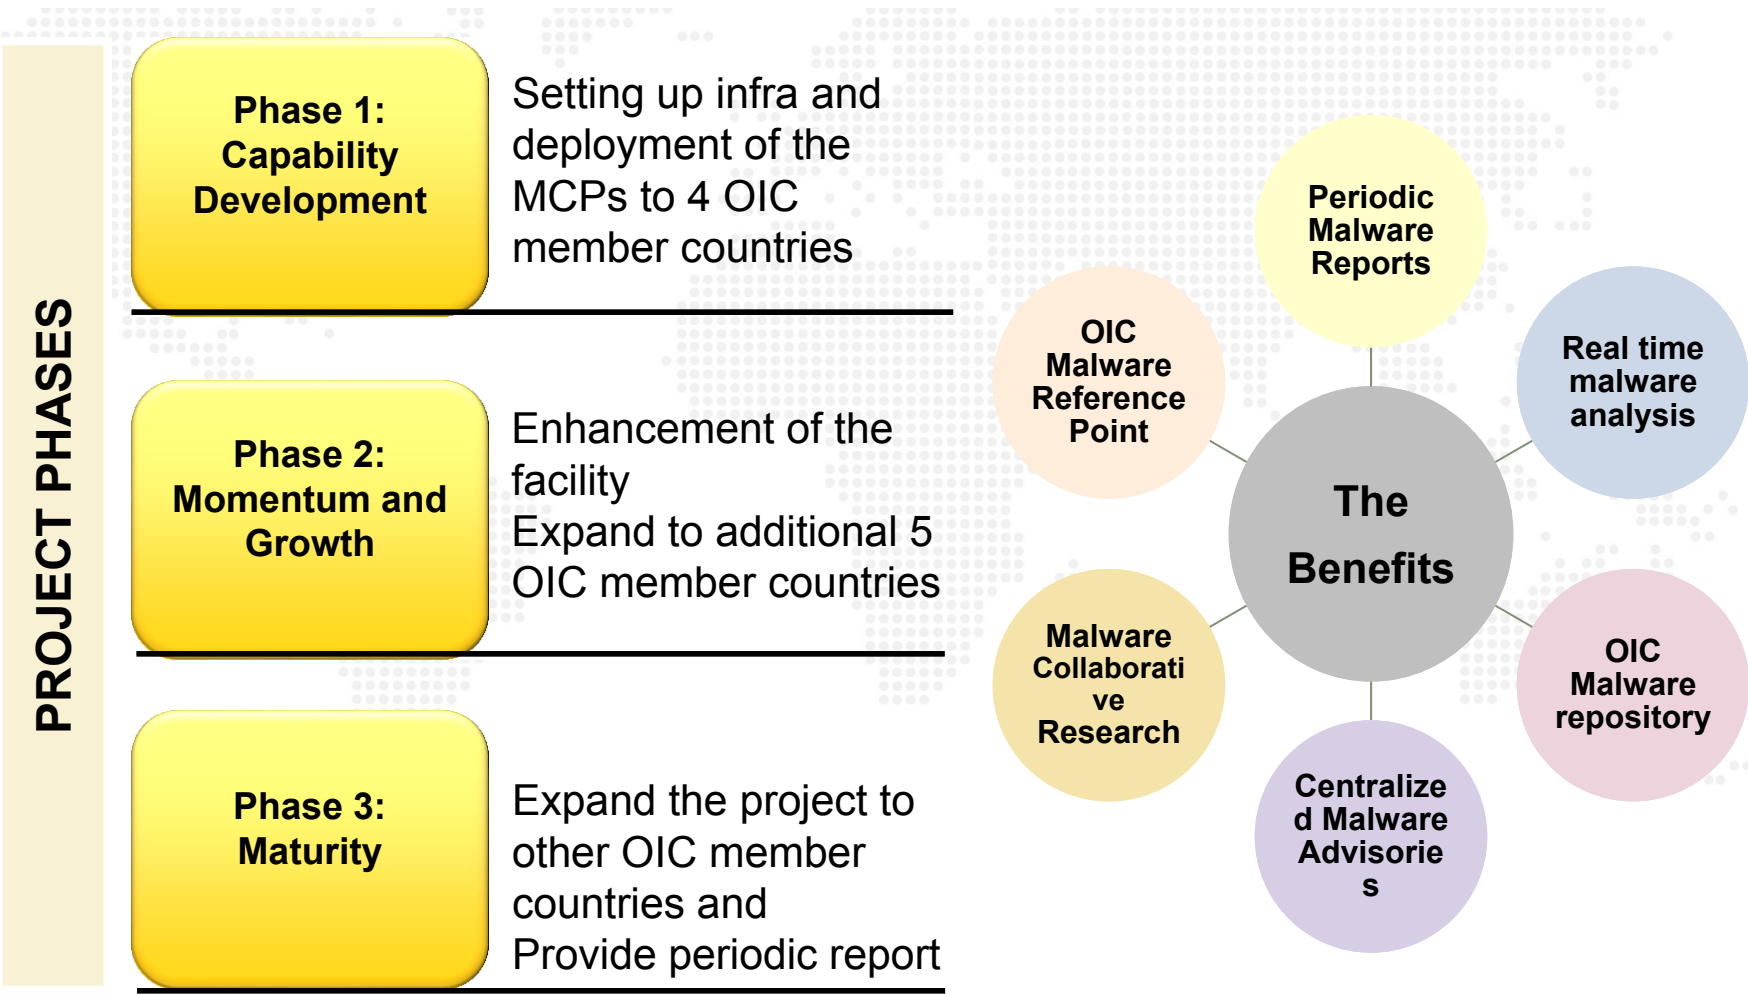 PROJECT PHASES
Phase 1:
Capability
Development
Setting up infra and
deployment of the
MCPs to 4 OIC
member countries
Phase 2:
Momentum and
Growth
Enhancement of the
facility
Expand to additional 5
OIC member countries
Phase 3:
Maturity
Expand the project to
other OIC member
countries and
Provide periodic report
The
Benefits
Periodic
Malware
Reports
Real time
malware
analysis
OIC
Malware
repository
Centralize
d Malware
Advisorie
s
Malware
Collaborati
ve
Research
OIC
Malware
Reference
Point